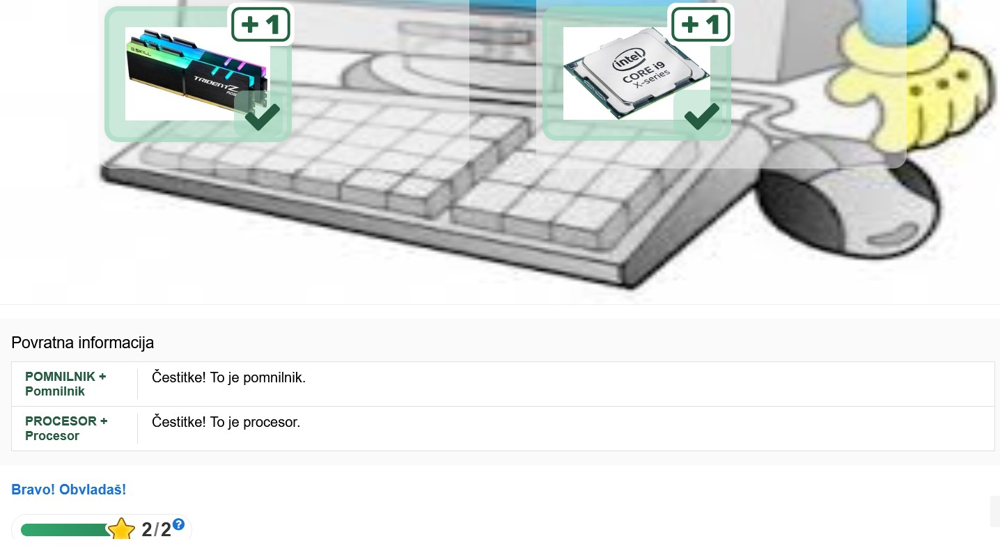 + 1
+ 1
G.SKILL
TRIDENT Z
RGB
intel
CORE i9
X-series
Povratna informacija
POMNILNIK +
Pomnilnik
Čestitke! To je pomnilnik.
PROCESOR +
Procesor
Čestitke! To je procesor.
Bravo! Obvladaš!
2/2
?